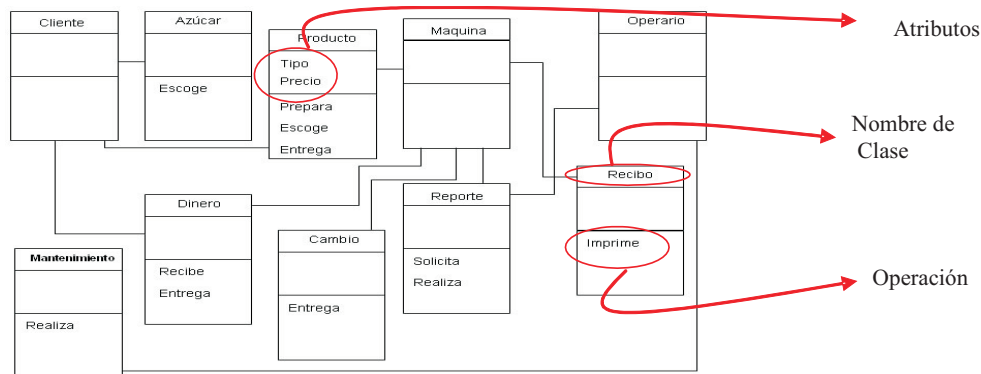 Cliente
Azúcar
Escoge
Producto
Tipo
Precio
Prepara
Escoge
Entrega
Maquina
Operario
Atributos
Nombre de
Clase
Recibo
Imprime
Operación
Dinero
Recibe
Entrega
Cambio
Entrega
Reporte
Solicita
Realiza
Mantenimiento
Realiza